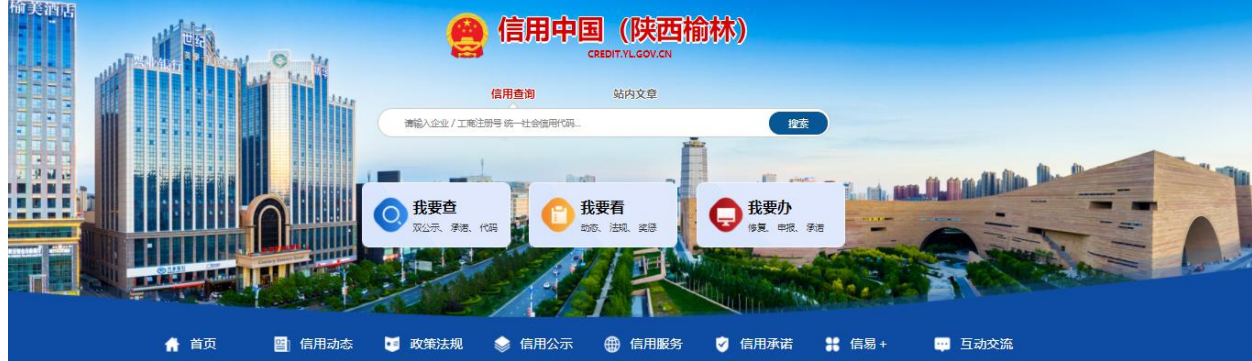 信用中国（陕西榆林）
CREDIT.YL.GOV.CN
信用查询
站内文章
请输入企业 / 工商注册号 统一社会信用代码...
搜索
我要查
双公示、承诺、代码
我要看
动态、法规、奖惩
我要办
修复、申报、承诺
首页
信用动态
政策法规
信用公示
信用服务
信用承诺
信易+
互动交流